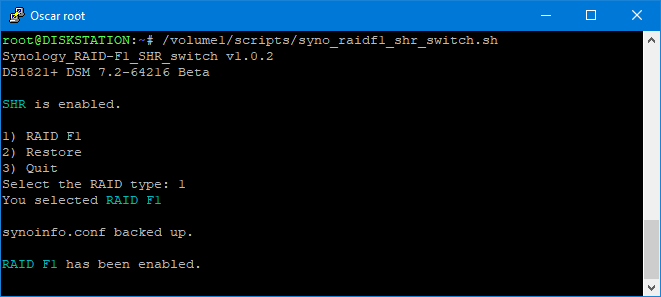 Oscar root
root@DISKSTATION:~# /volume1/scripts/syno_raidf1_shr_switch.sh
Synology_RAID-F1_SHR_switch v1.0.2
DS1821+ DSM 7.2-64216 Beta
SHR is enabled.
1) RAID F1
2) Restore
3) Quit
Select the RAID type: 1
You selected RAID F1
synoinfo.conf backed up.
RAID F1 has been enabled.